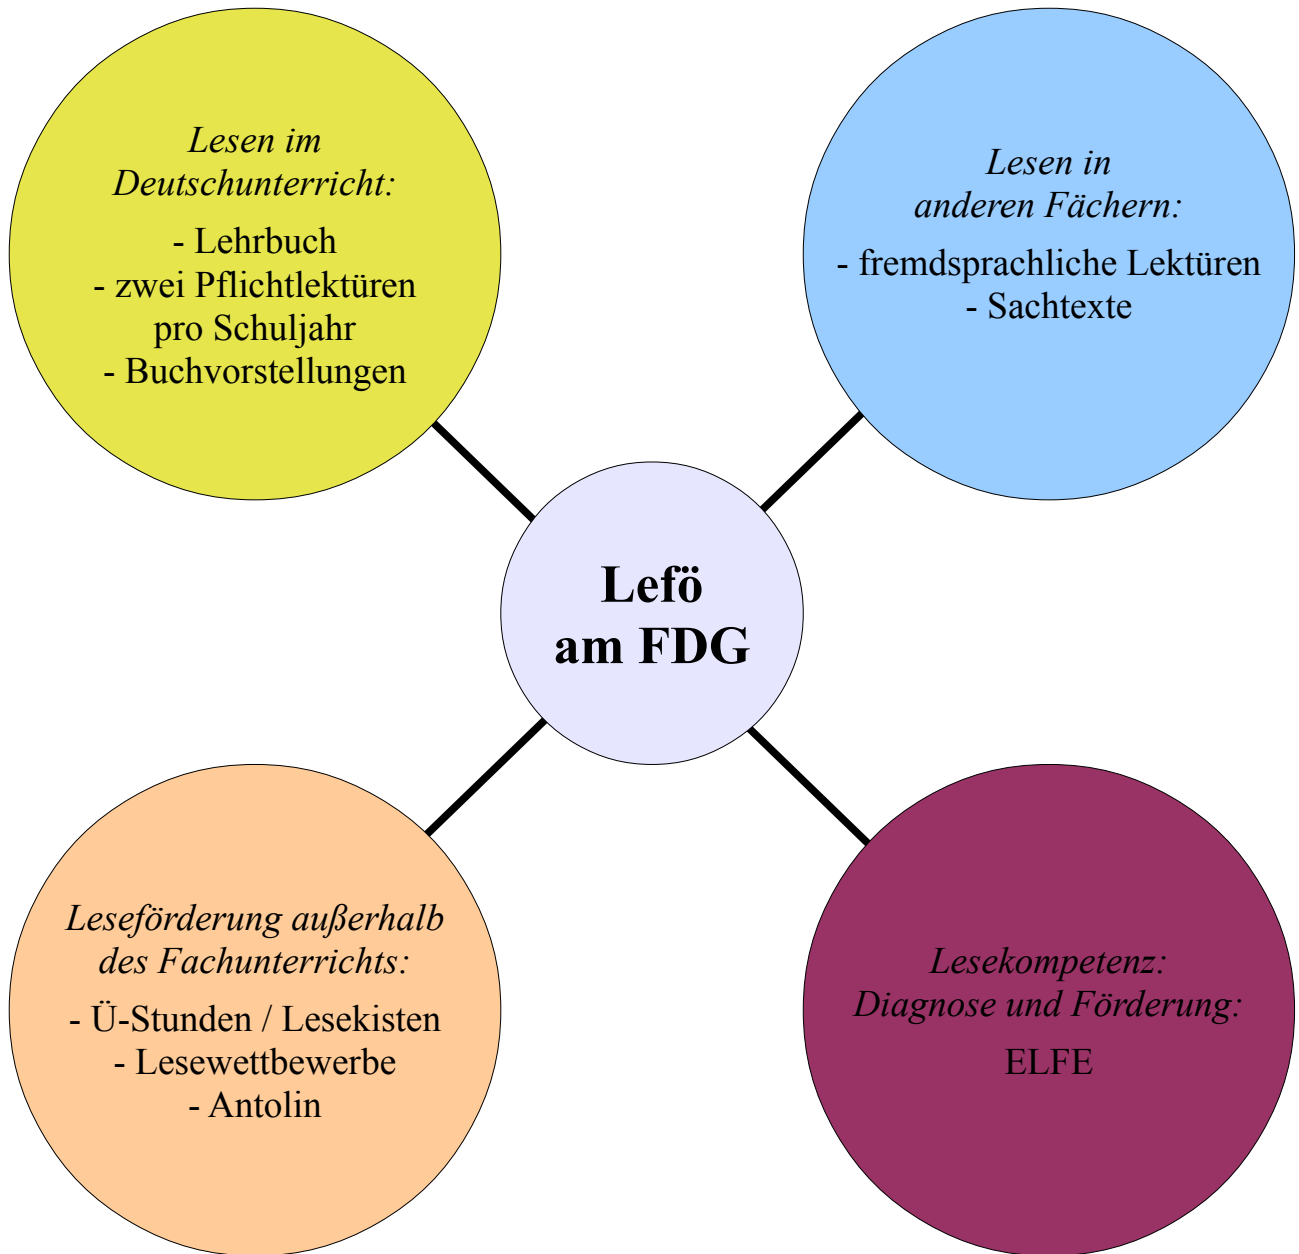 Lesen im
Deutschunterricht:
- Lehrbuch
- zwei Pflichtlektüren
pro Schuljahr
- Buchvorstellungen
Lesen in
anderen Fächern:
- fremdsprachliche Lektüren
- Sachtexte
Lefö
am FDG
Leseförderung außerhalb
des Fachunterrichts:
- Ü-Stunden / Lesekisten
- Lesewettbewerbe
- Antolin
Lesekompetenz:
Diagnose und Förderung:
ELFE